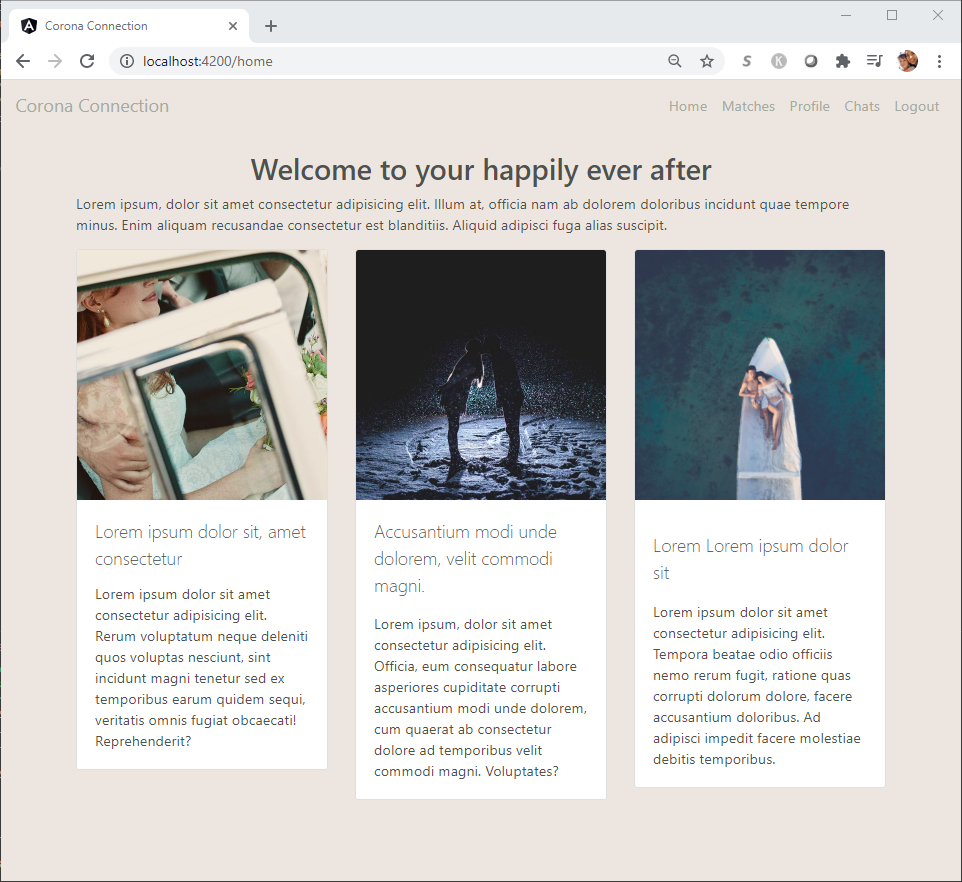 Corona Connection
localhost:4200/home
S
K
Corona Connection
Home Matches Profile Chats Logout
Welcome to your happily ever after
Lorem ipsum, dolor sit amet consectetur adipisicing elit. Illum at, officia nam ab dolorem doloribus incidunt quae tempore
minus. Enim aliquam recusandae consectetur est blanditiis. Aliquid adipisci fuga alias suscipit.
Lorem ipsum dolor sit, amet
consectetur
Lorem ipsum dolor sit amet
consectetur adipisicing elit.
Rerum voluptatum neque deleniti
quos voluptas nesciunt, sint
incidunt magni tenetur sed ex
temporibus earum quidem sequi,
veritatis omnis fugiat obcaecati!
Reprehenderit?
Accusantium modi unde
dolorem, velit commodi
magni.
Lorem ipsum, dolor sit amet
consectetur adipisicing elit.
Officia, eum consequatur labore
asperiores cupiditate corrupti
accusantium modi unde dolorem,
cum quaerat ab consectetur
dolore ad temporibus velit
commodi magni. Voluptates?
Lorem Lorem ipsum dolor
sit
Lorem ipsum dolor sit amet
consectetur adipisicing elit.
Tempora beatae odio officiis
nemo rerum fugit, ratione quas
corrupti dolorum dolore, facere
accusantium doloribus. Ad
adipisci impedit facere molestiae
debitis temporibus.